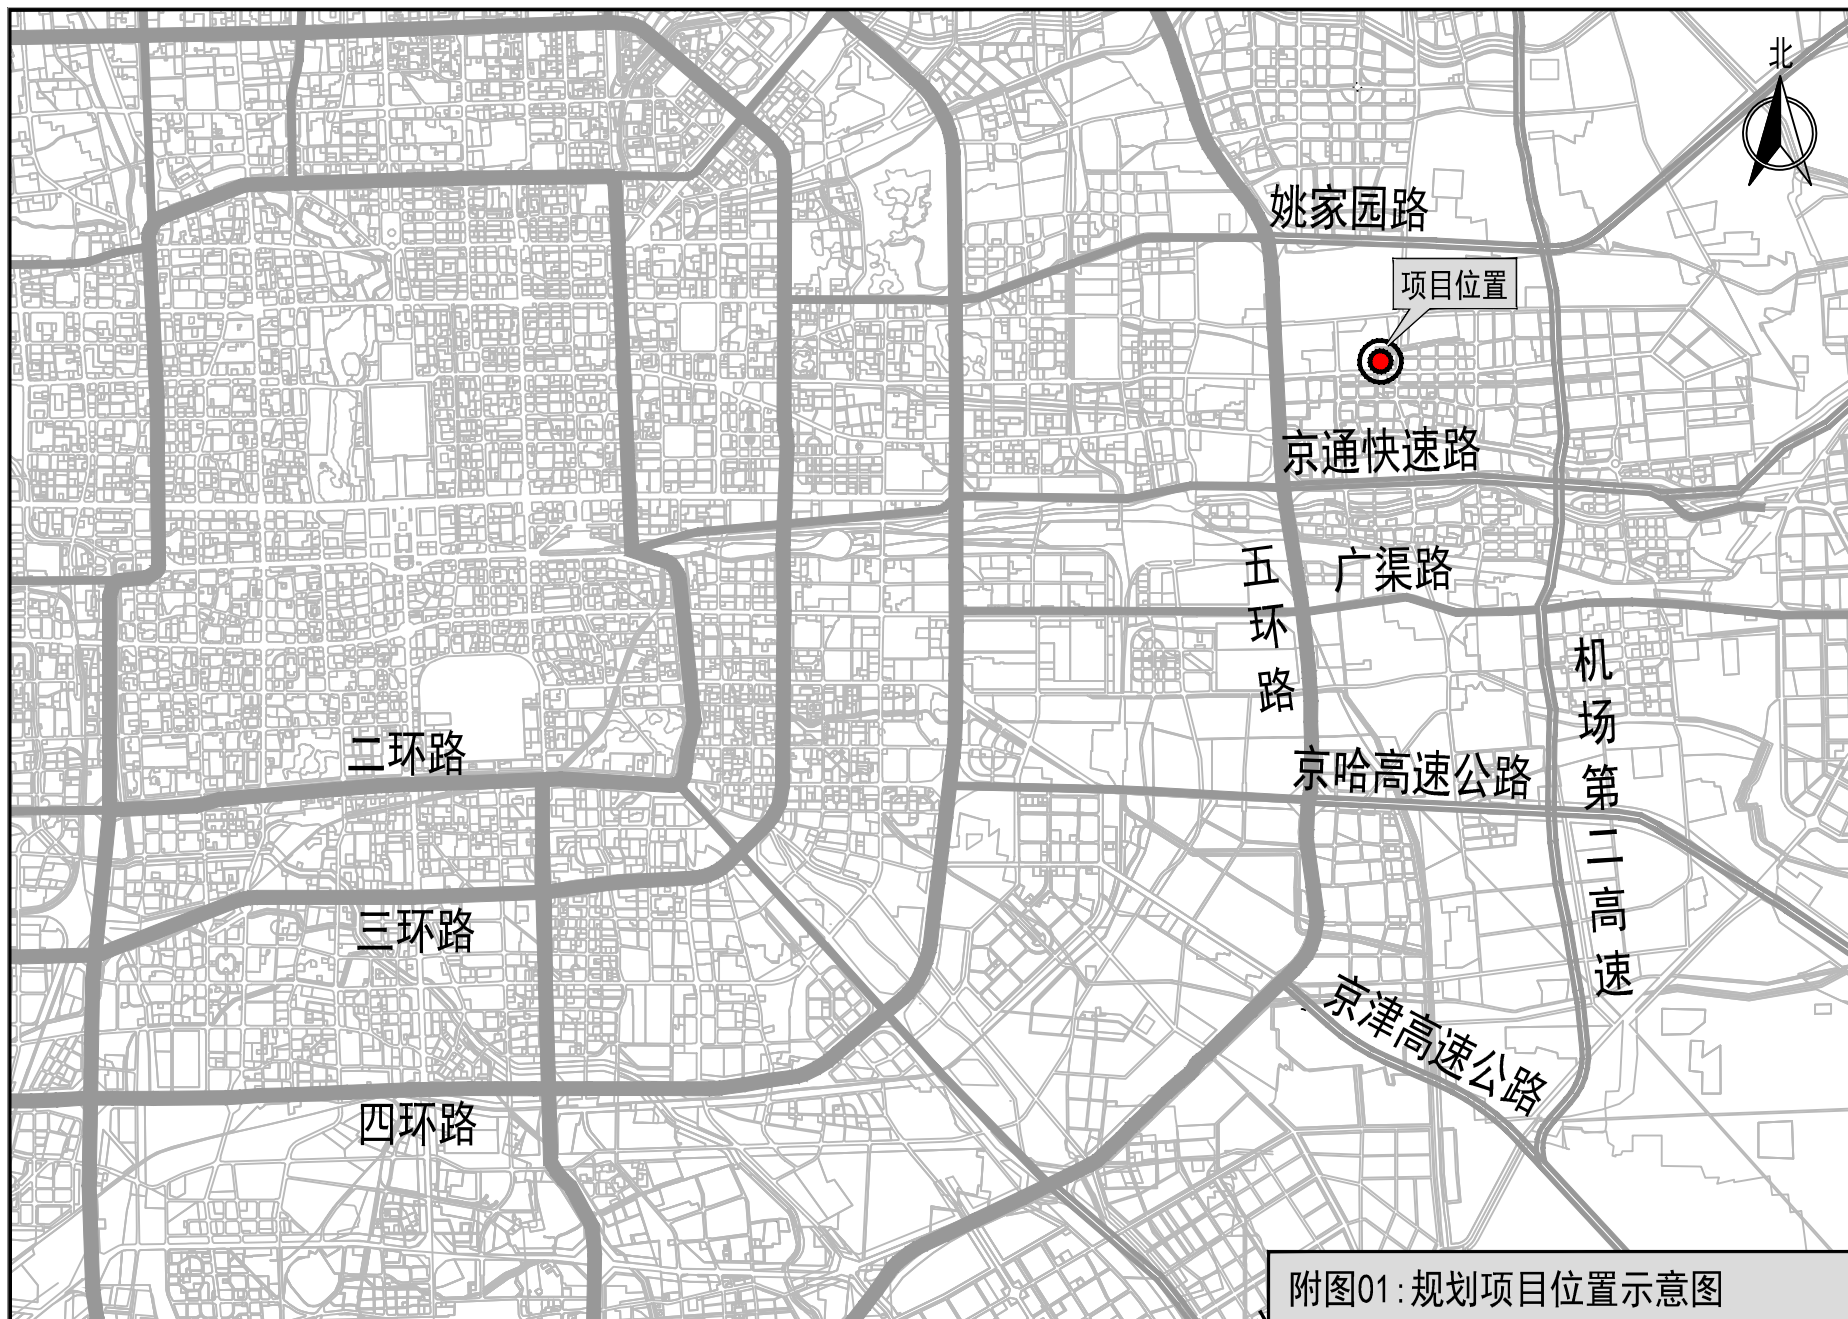 北
姚家园路
项目位置
京通快速路
五环路
广渠路
机场第二高速
二环路
京哈高速公路
三环路
京津高速公路
四环路
附图01:规划项目位置示意图